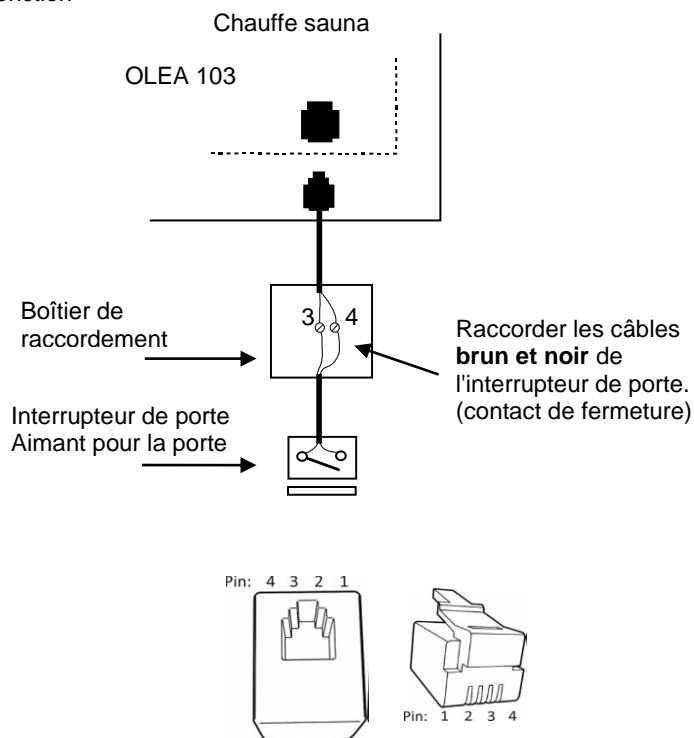 Chauffe sauna
OLEA 103
3 4
Boîtier de
raccordement
Raccorder les câbles
brun et noir de
l'interrupteur de porte.
(contact de fermeture)
Interrupteur de porte
Aimant pour la porte
Pin: 4 3 2 1
Pin: 1 2 3 4